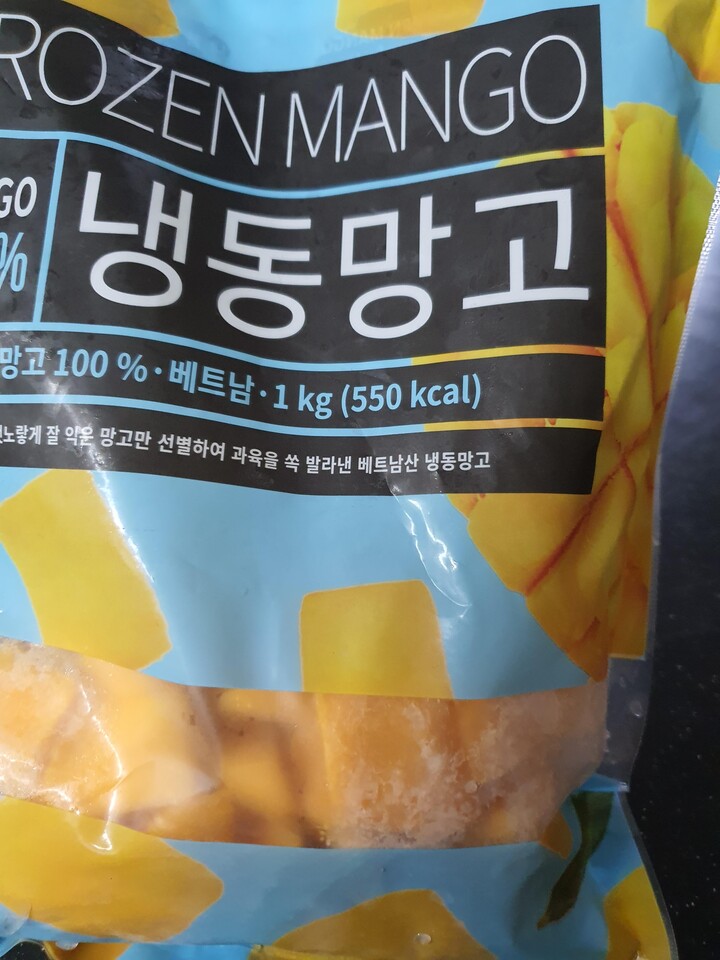 ROZEN MANGO
GO
%
냉동망고
망고 100 % · 베트남 · 1 kg (550 kcal)
노랗게 잘 익은 망고만 선별하여 과육을 쏙 발라낸 베트남산 냉동망고